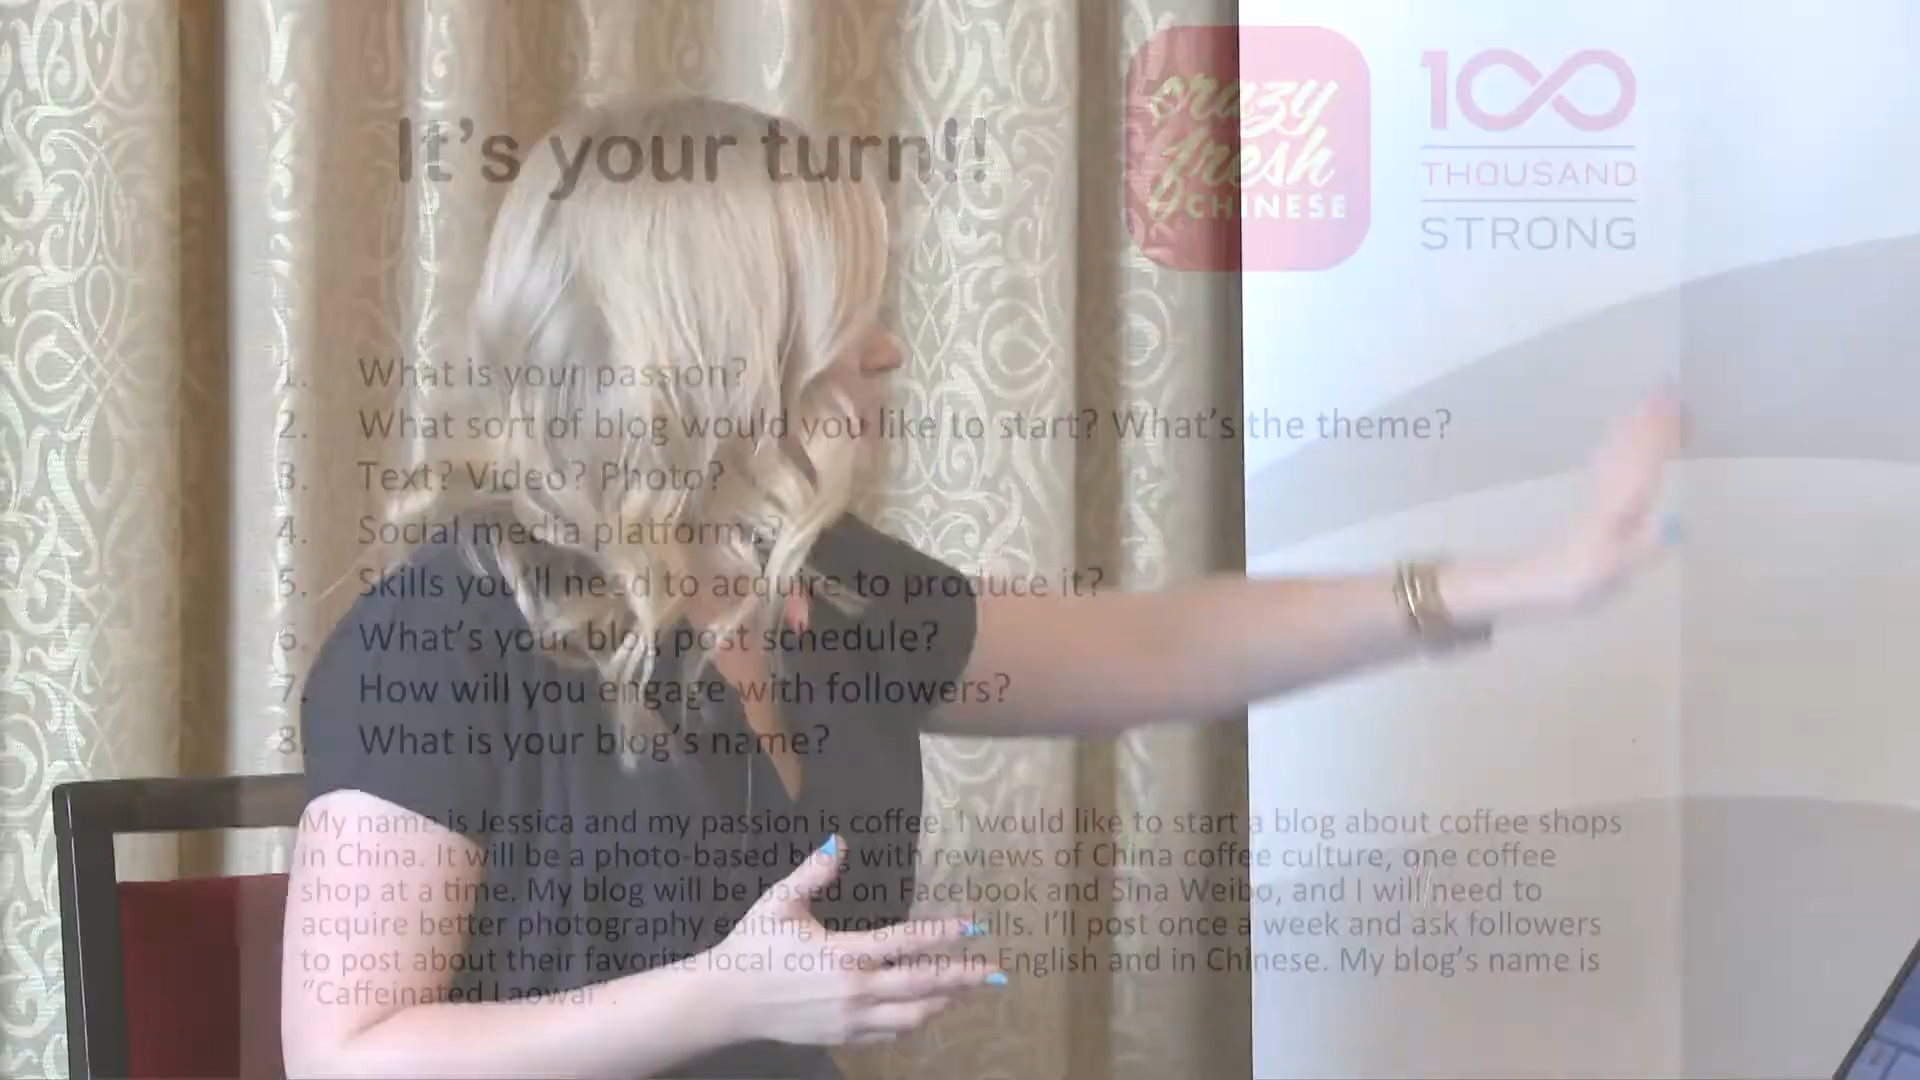 It's your turn!!
crazy
fresh
CHINESE
100
THOUSAND
STRONG
1. What is your passion?
2. What sort of blog would you like to start? What's the theme?
3. Text? Video? Photo?
4. Social media platforms?
5. Skills you'll need to acquire to produce it?
6. What's your blog post schedule?
7. How will you engage with followers?
8. What is your blog's name?
My name is Jessica and my passion is coffee. I would like to start a blog about coffee shops
in China. It will be a photo-based blog with reviews of China coffee culture, one coffee
shop at a time. My blog will be based on Facebook and Sina Weibo, and I will need to
acquire better photography editing program skills. I'll post once a week and ask followers
to post about their favorite local coffee shop in English and in Chinese. My blog's name is
"Caffeinated Laowai".